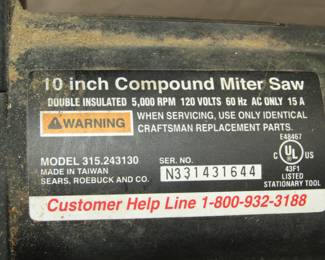 10 inch Compound Miter Saw
DOUBLE INSULATED 5,000 RPM 120 VOLTS 60 Hz AC ONLY 15 A
WARNING WHEN SERVICING, USE ONLY IDENTICAL
CRAFTSMAN REPLACEMENT PARTS.
E48467
MODEL 315.243130
SER. NO.
N331431644
C UL US
MADE IN TAIWAN
SEARS, ROEBUCK AND CO.
43F1
LISTED
STATIONARY TOOL
Customer Help Line 1-800-932-3188